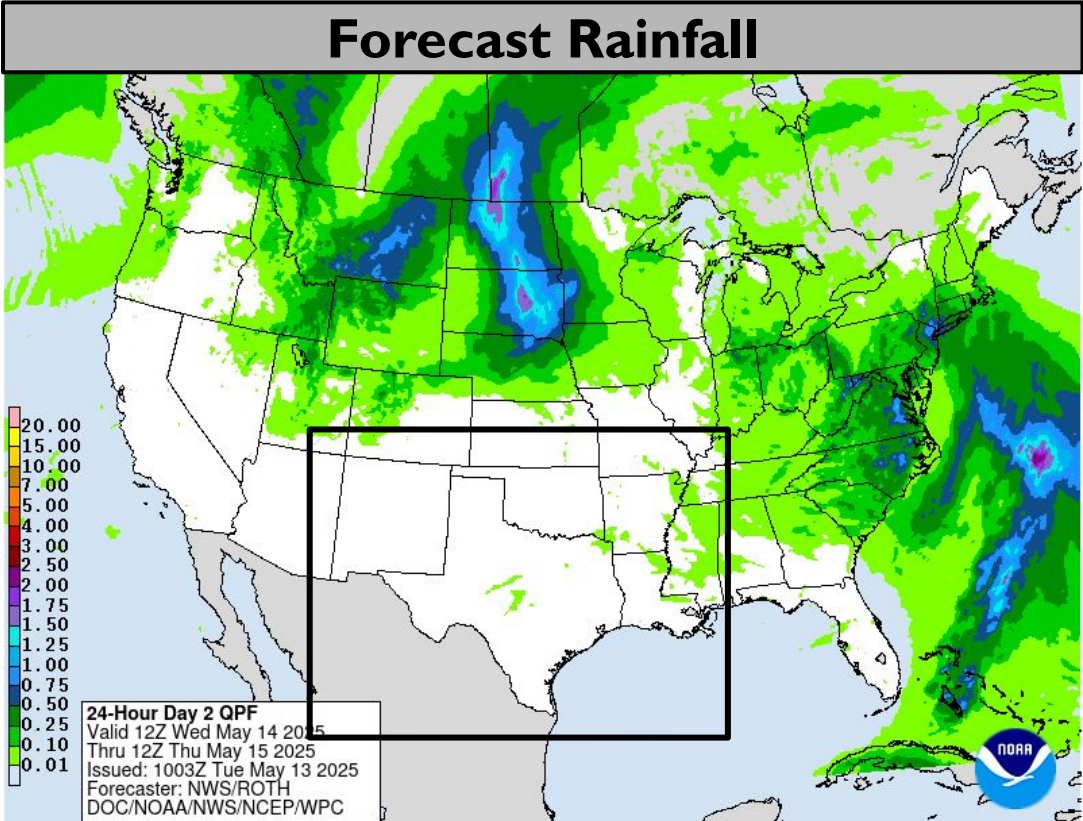 Forecast Rainfall
20.00
15.00
10.00
7.00
5.00
4.00
3.00
2.50
2.00
1.75
1.50
1.25
1.00
0.75
0.50
0.25
0.10
0.01
24-Hour Day 2 QPF
Valid 12Z Wed May 14 2025
Thru 12Z Thu May 15 2025
Issued: 1003Z Tue May 13 2025
Forecaster: NWS/ROTH
DOC/NOAA/NWS/NCEP/WPC
NOAA